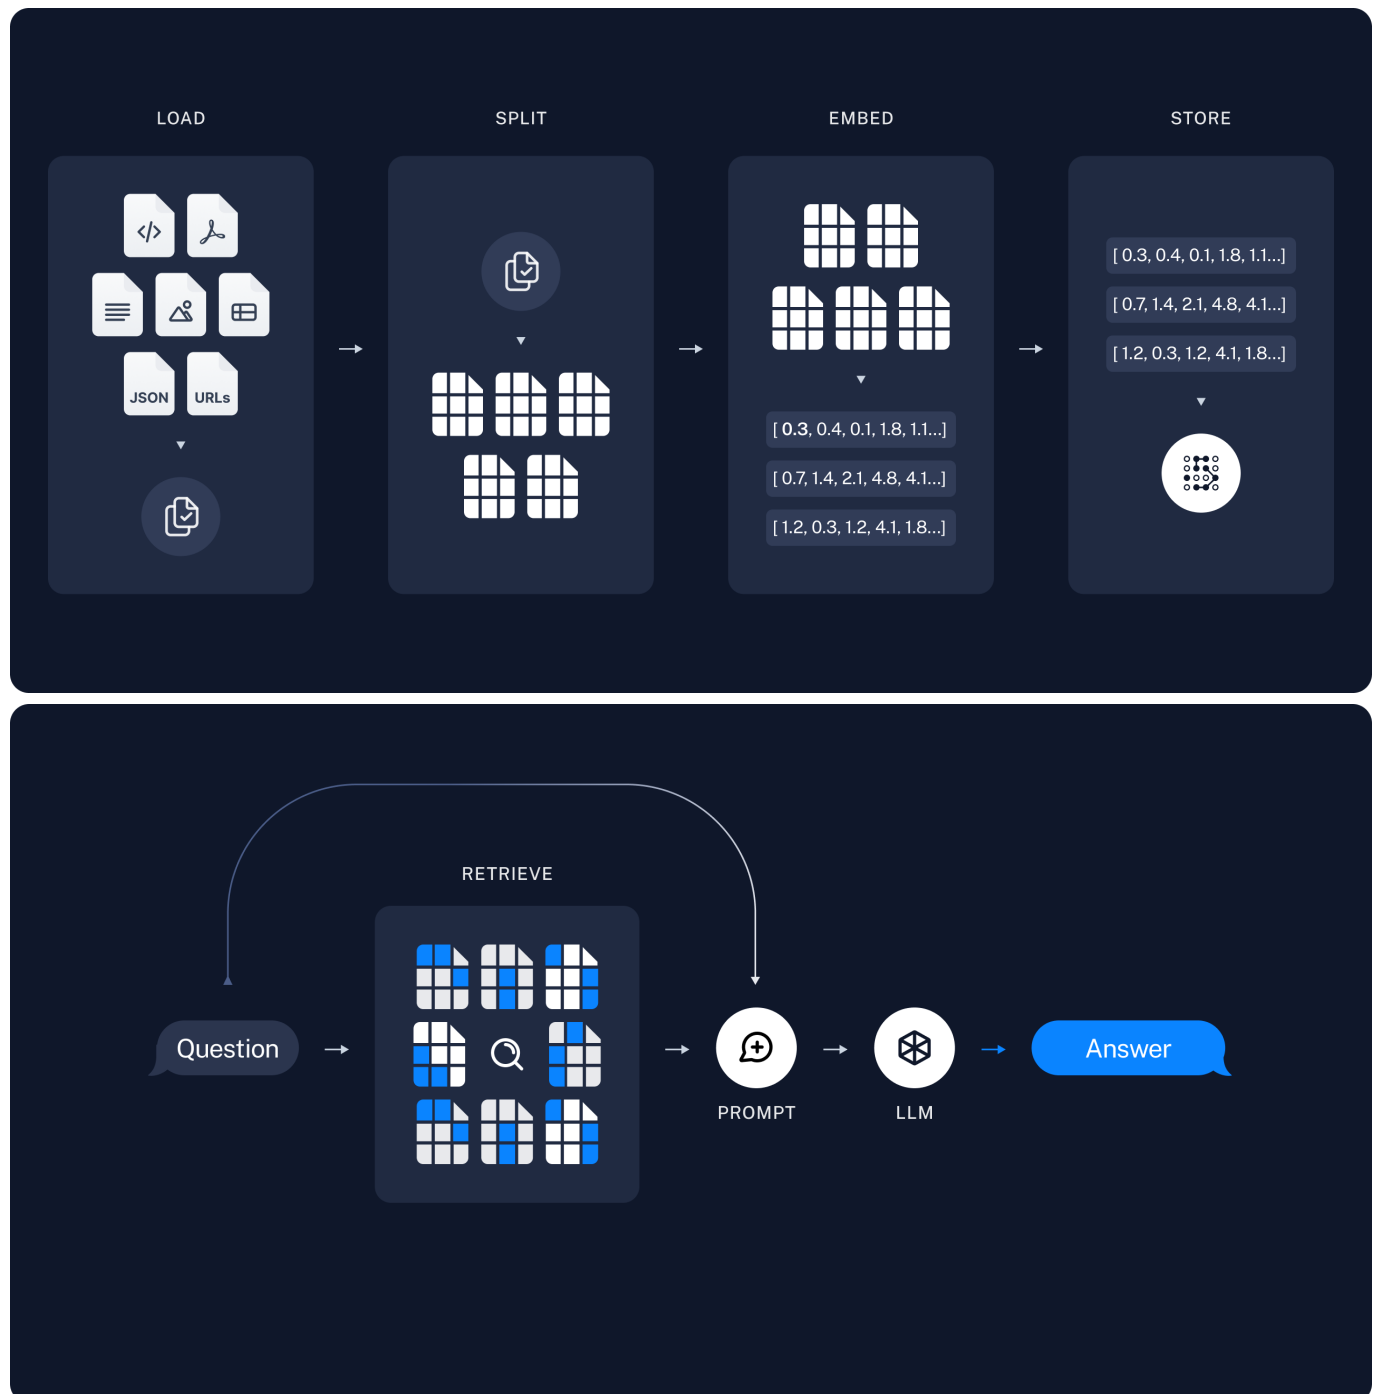 LOAD
SPLIT
EMBED
STORE
JSON
URLs
[ 0.3, 0.4, 0.1, 1.8, 1.1...]
[ 0.7, 1.4, 2.1, 4.8, 4.1...]
[ 1.2, 0.3, 1.2, 4.1, 1.8...]
[ 0.3, 0.4, 0.1, 1.8, 1.1...]
[ 0.7, 1.4, 2.1, 4.8, 4.1...]
[ 1.2, 0.3, 1.2, 4.1, 1.8...]
RETRIEVE
Question
PROMPT
LLM
Answer